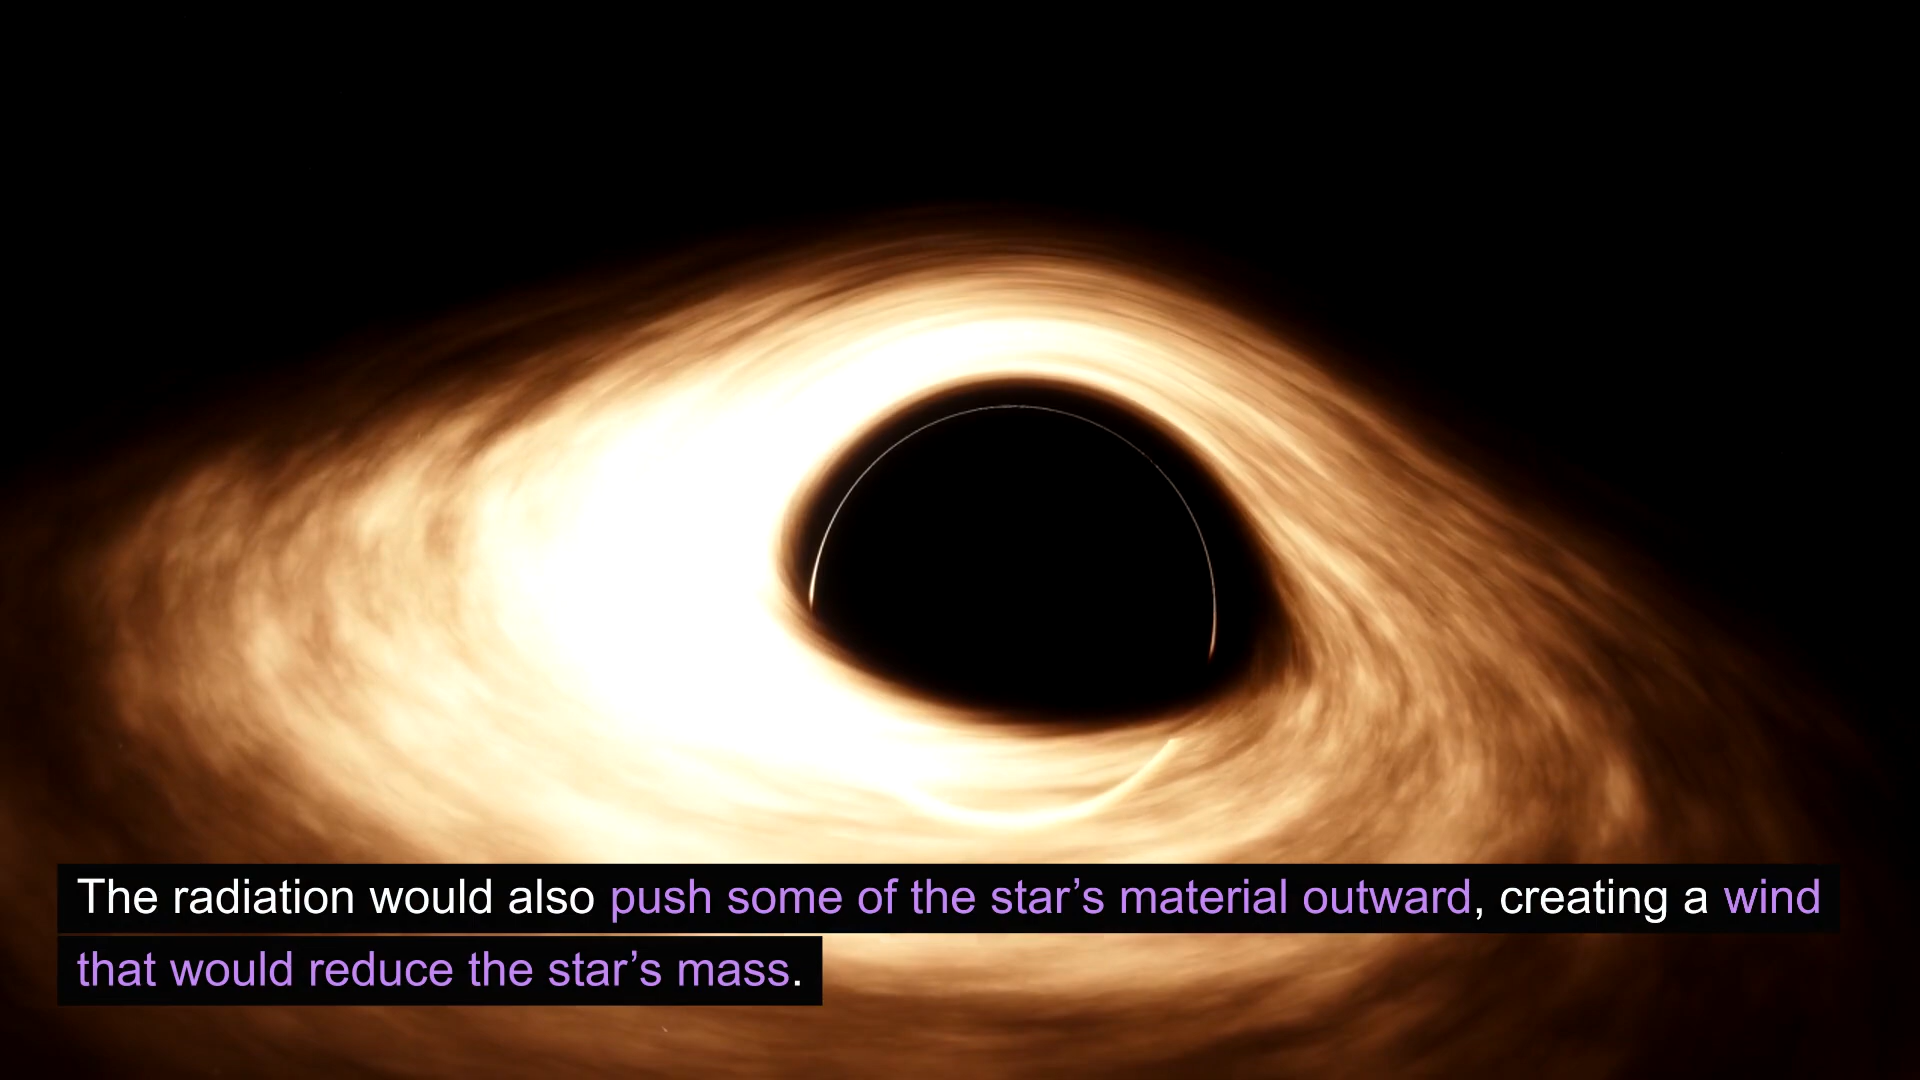 The radiation would also push some of the star’s material outward, creating a wind
that would reduce the star’s mass.